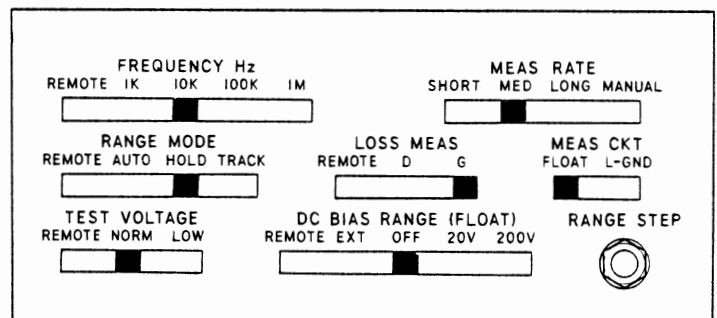 FREQUENCY Hz
REMOTE 1K 10K 100K 1M
MEAS RATE
SHORT MED LONG MANUAL
RANGE MODE
REMOTE AUTO HOLD TRACK
LOSS MEAS
REMOTE D G
MEAS CKT
FLOAT L-GND
TEST VOLTAGE
REMOTE NORM LOW
DC BIAS RANGE (FLOAT)
REMOTE EXT OFF 20V 200V
RANGE STEP